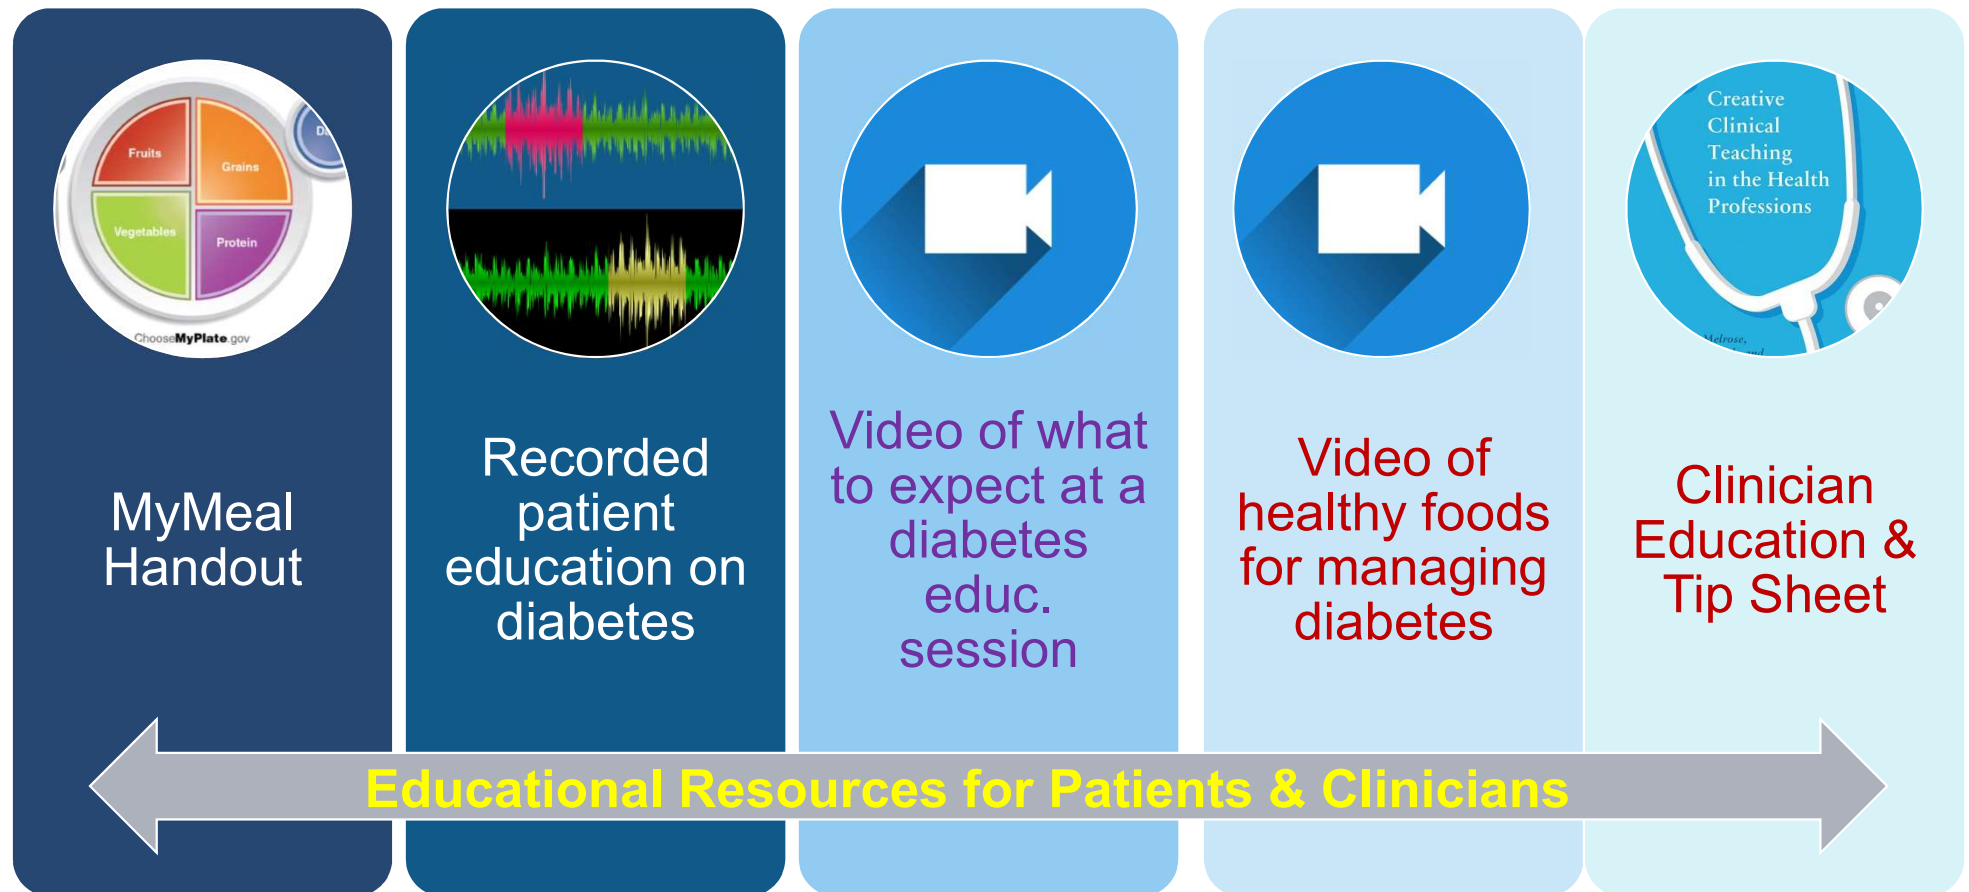 Fruits
Grains
Vegetables
Protein
ChooseMyPlate.gov
MyMeal
Handout
Recorded
patient
education on
diabetes
Video of what
to expect at a
diabetes
educ.
session
Video of
healthy foods
for managing
diabetes
Creative
Clinical
Teaching
in the Health
Professions
Melrose,
Clinician
Education &
Tip Sheet
Educational Resources for Patients & Clinicians